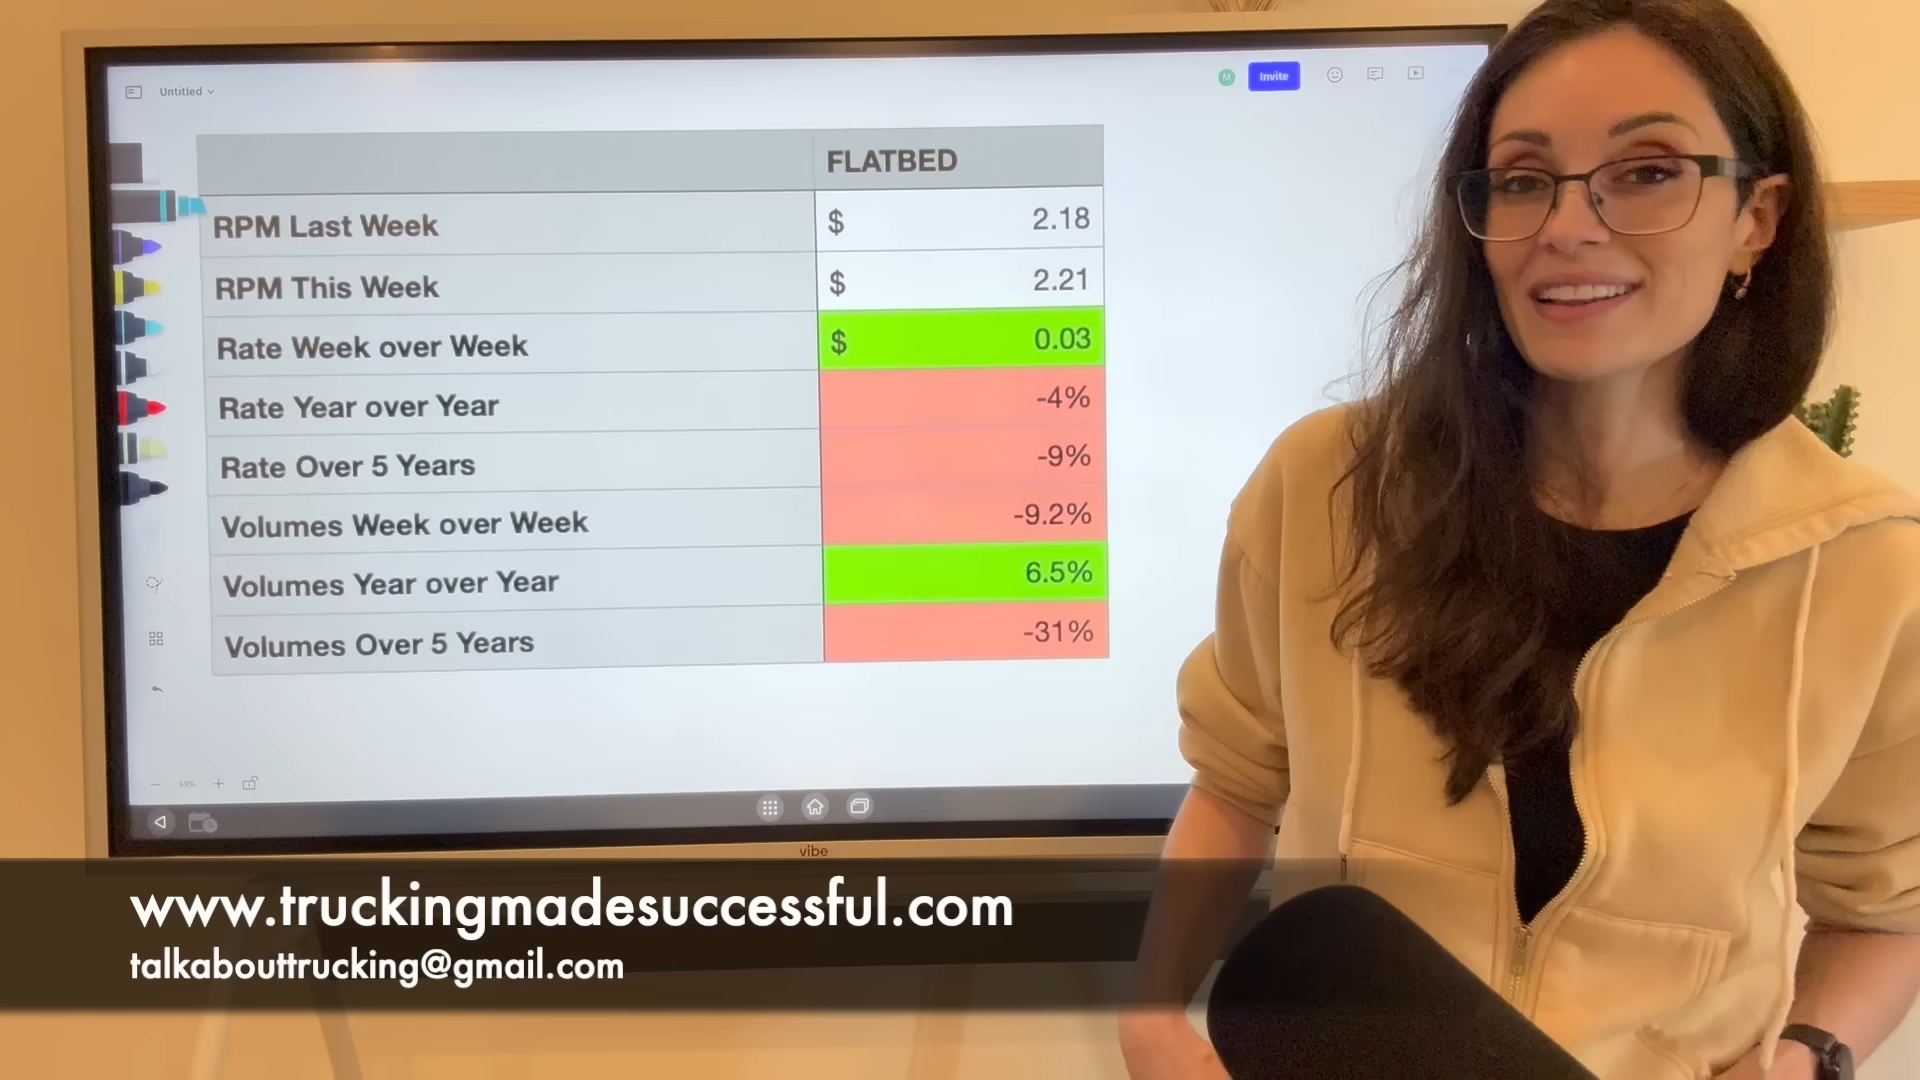 Untitled
M
Invite
FLATBED
RPM Last Week $ 2.18
RPM This Week $ 2.21
Rate Week over Week $ 0.03
Rate Year over Year -4%
Rate Over 5 Years -9%
Volumes Week over Week -9.2%
Volumes Year over Year 6.5%
Volumes Over 5 Years -31%
vibe
www.truckingmadesuccessful.com
talkabouttrucking@gmail.com